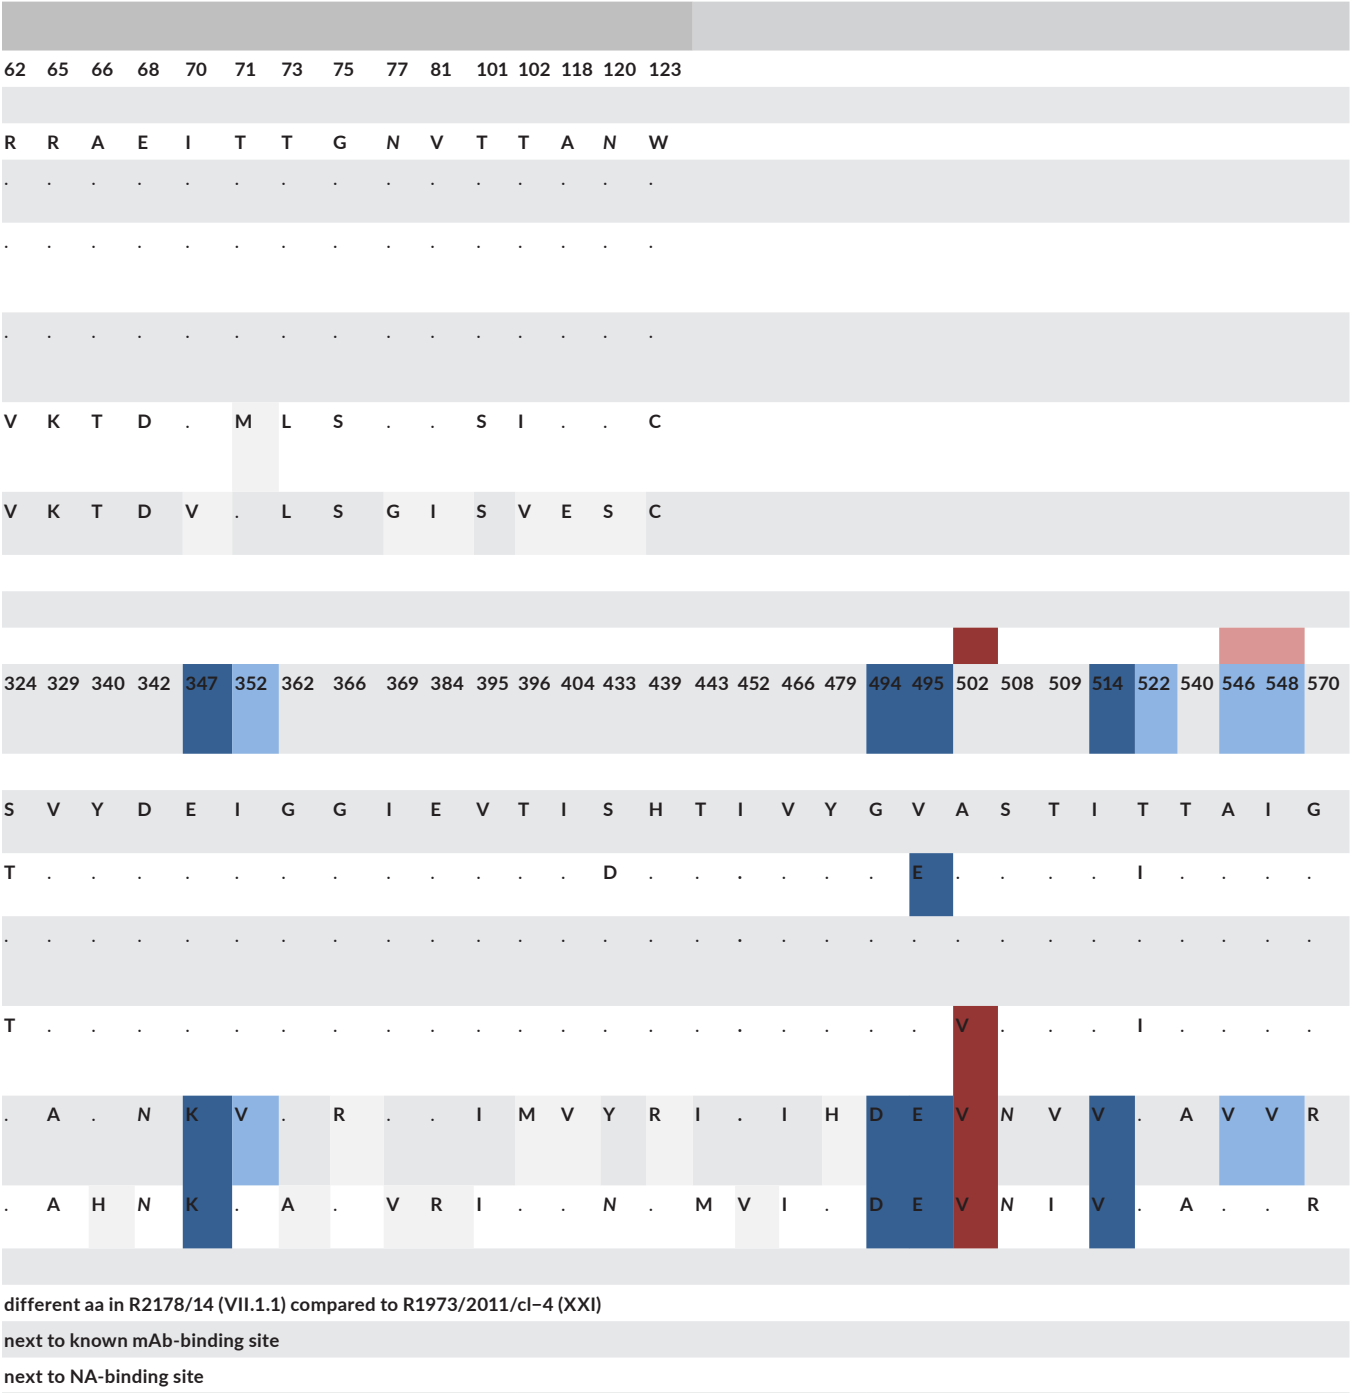 62 65 66 68 70 71 73 75 77 81 101 102 118 120 123
R R A E I T T G N V T T A N W
. . . . . . . . . . . . . . .
. . . . . . . . . . . . . . .
. . . . . . . . . . . . . . .
V K T D . M L S . . S I . . C
V K T D V . L S G I S V E S C
324 329 340 342 347 352 362 366 369 384 395 396 404 433 439 443 452 466 479 494 495 502 508 509 514 522 540 546 548 570
S V Y D E I G G I E V T I S H T I V Y G V A S T I T T A I G
T . . . . . . . . . . . . D . . . . . . E . . . . I . . . .
. . . . . . . . . . . . . . . . . . . . . . . . . . . . . .
T . . . . . . . . . . . . . . . . . . . . V . . . I . . . .
. A . N K V . R . . I M V Y R I . I H D E V N V V . A V V R
. A H N K . A . V R I . . N . M V I . D E V N I V . A . . R
different aa in R2178/14 (VII.1.1) compared to R1973/2011/cl−4 (XXI)
next to known mAb-binding site
next to NA-binding site